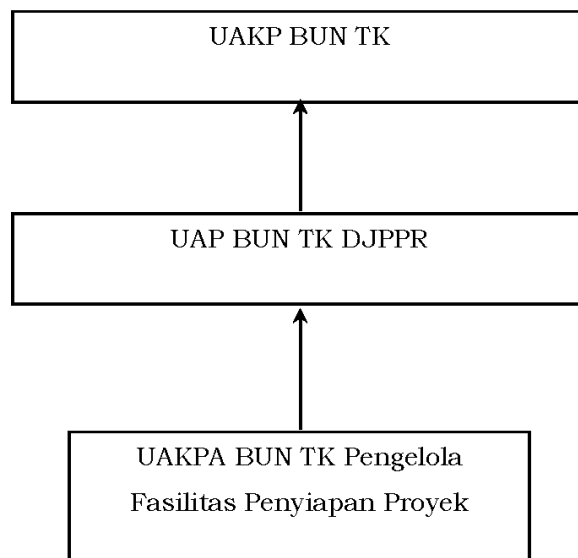 UAKP BUN TK
UAP BUN TK DJPPR
UAKPA BUN TK Pengelola
Fasilitas Penyiapan Proyek